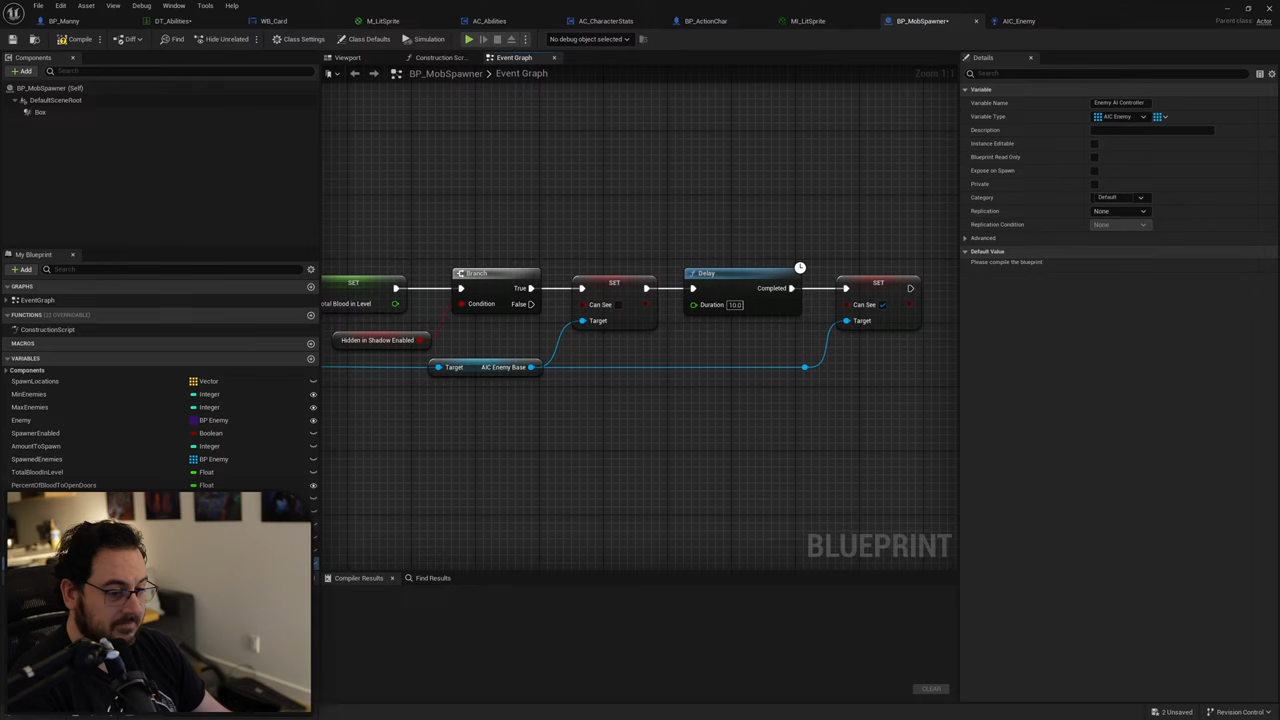 File Edit Asset View Debug Window Tools Help
Parent class: Actor
BP_Manny DT_Abilities• WB_Card M_LitSprite AC_Abilities AC_CharacterStats BP_ActionChar MI_LitSprite BP_MobSpawner• AIC_Enemy
Compile Diff Find Hide Unrelated Class Settings Class Defaults Simulation No debug object selected
Components
Add Search
BP_MobSpawner (Self)
DefaultSceneRoot
Box
My Blueprint
Add Search
GRAPHS
EventGraph
FUNCTIONS (22 OVERRIDABLE)
ConstructionScript
MACROS
VARIABLES
Components
SpawnLocations Vector
MinEnemies Integer
MaxEnemies Integer
Enemy BP Enemy
SpawnerEnabled Boolean
AmountToSpawn Integer
SpawnedEnemies BP Enemy
TotalBloodInLevel Float
PercentOfBloodToOpenDoors Float
Viewport Construction Scr... Event Graph
BP_MobSpawner > Event Graph Zoom 1:1
SET
otal Blood in Level
Branch
True
Condition False
Hidden in Shadow Enabled
Target AIC Enemy Base
SET
Can See
Target
Delay
Completed
Duration 10.0
SET
Can See
Target
BLUEPRINT
Compiler Results Find Results
CLEAR
Details
Search
Variable
Variable Name Enemy AI Controller
Variable Type AIC Enemy
Description
Instance Editable
Blueprint Read Only
Expose on Spawn
Private
Category Default
Replication None
Replication Condition None
Advanced
Default Value
Please compile the blueprint
2 Unsaved Revision Control